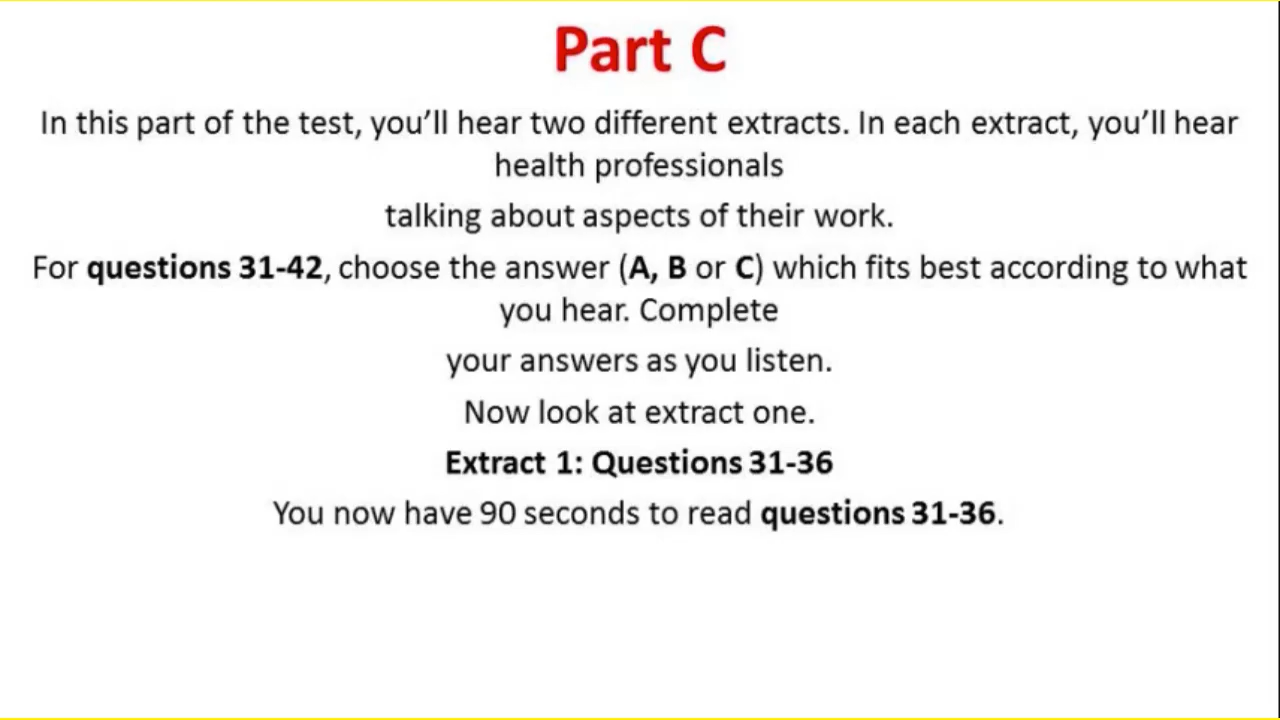 Part C
In this part of the test, you’ll hear two different extracts. In each extract, you’ll hear
health professionals
talking about aspects of their work.
For questions 31-42, choose the answer (A, B or C) which fits best according to what
you hear. Complete
your answers as you listen.
Now look at extract one.
Extract 1: Questions 31-36
You now have 90 seconds to read questions 31-36.